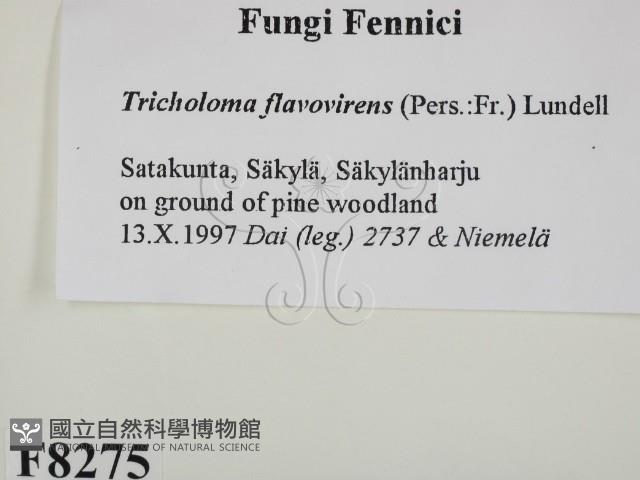 Fungi Fennici
Tricholoma flavovirens (Pers.:Fr.) Lundell
Satakunta, Säkylä, Säkylänharju
on ground of pine woodland
13.X.1997 Dai (leg.) 2737 & Niemelä
國立自然科學博物館
NATIONAL MUSEUM OF NATURAL SCIENCE
F8275